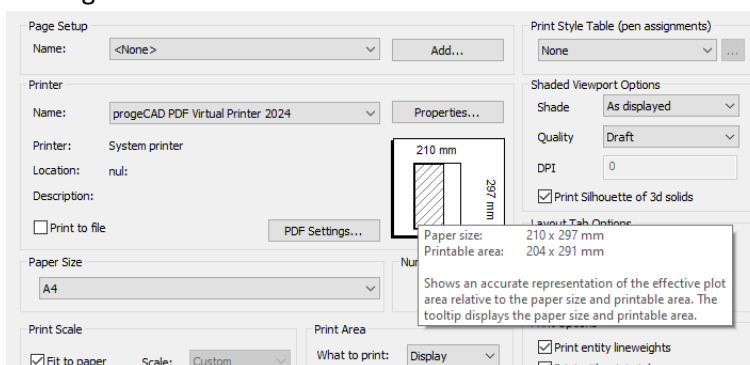 Page Setup
Name: <None> Add...
Print Style Table (pen assignments)
None ...
Printer
Name: progeCAD PDF Virtual Printer 2024 Properties...
Printer: System printer
Location: nul:
Description:
Print to file
PDF Settings...
210 mm
297 mm
Shaded Viewport Options
Shade As displayed
Quality Draft
DPI 0
Print Silhouette of 3d solids
Layout Tab Options
Paper size: 210 x 297 mm
Printable area: 204 x 291 mm
Shows an accurate representation of the effective plot
area relative to the paper size and printable area. The
tooltip displays the paper size and printable area.
Paper Size
A4
Print Scale
Fit to paper Scale: Custom
Print Area
What to print: Display
Print entity lineweights